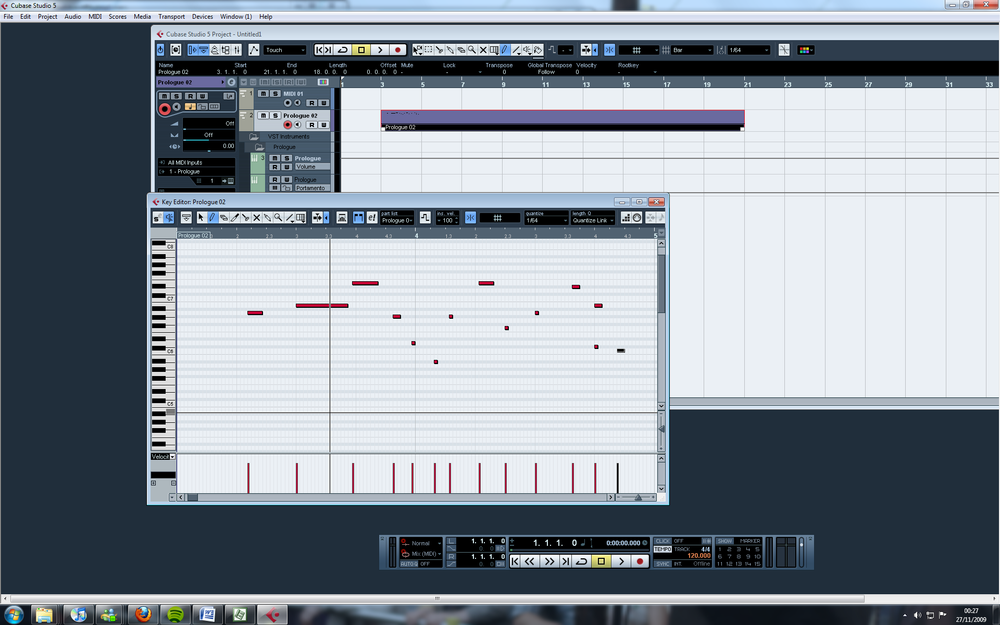 Cubase Studio 5
File Edit Project Audio MIDI Scores Media Transport Devices Window (1) Help
Cubase Studio 5 Project - Untitled1
Touch Bar 1/64
Name Start End Length Offset Mute Lock Transpose Global Transpose Velocity Rootkey
Prologue 02 3. 1. 1. 0 21. 1. 1. 0 18. 0. 0. 0 0. 0. 0. 0 - - 0 Follow 0 -
Prologue 02 e M S R W 1 3 5 7 9 11 13 15 17 19 21 23 25 27 29 31 33
M S R W 1 M S MIDI 01
R W
2 M S Prologue 02
R W
Off
Prologue 02
Off VST Instruments
0.00 Prologue
3 M S Prologue
All MIDI Inputs R W Volume
1 - Prologue
1 R W Prologue
Portamento
Key Editor: Prologue 02
part list ins. vel. quantize length Q
Prologue 0 100 1/64 Quantize Link
Prologue 02 3 2 2.3 3 3.3 4 4.3 4 1.3 2 2.3 3 3.3 4 4.3 5
C8
C7
C6
C5
Velocit
Normal 1. 1. 1. 0 1. 1. 1. 0 0:00:00.000 CLICK OFF SHOW MARKER
Mix (MIDI) 0. 0 TEMPO TRACK 4/4 1 2 3 4 5
R 1. 1. 1. 0 120.000 6 7 8 9 10
AUTO Q OFF 0. 0 SYNC INT. Offline 11 12 13 14 15
00:27
27/11/2009